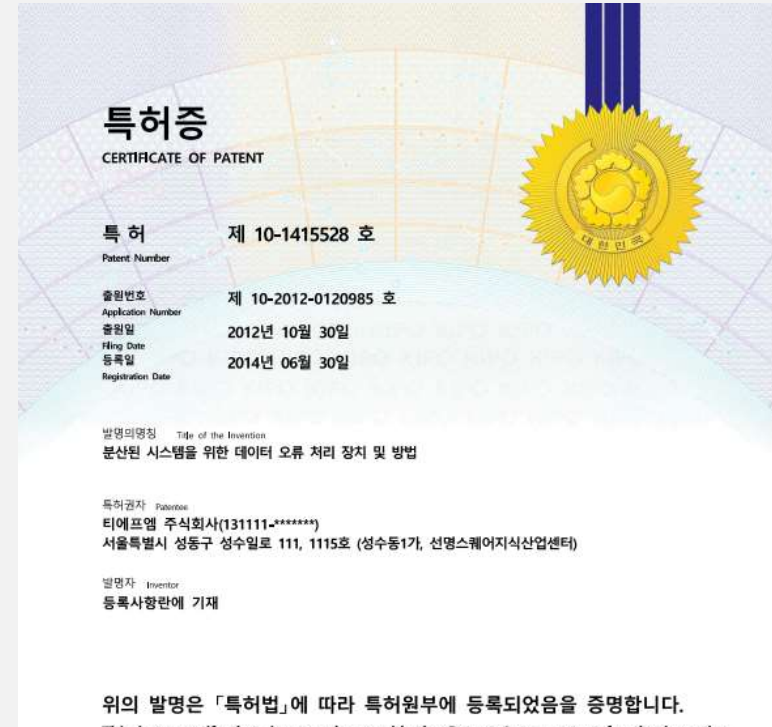 특허증
CERTIFICATE OF PATENT
대한민국
특 허 제 10-1415528 호
Patent Number
출원번호 제 10-2012-0120985 호
Application Number
출원일 2012년 10월 30일
Filing Date
등록일 2014년 06월 30일
Registration Date
발명의명칭 Title of the Invention
분산된 시스템을 위한 데이터 오류 처리 장치 및 방법
특허권자 Patentee
티에프엠 주식회사(131111-*******)
서울특별시 성동구 성수일로 111, 1115호 (성수동1가, 선명스퀘어지식산업센터)
발명자 Inventor
등록사항란에 기재
위의 발명은 「특허법」에 따라 특허원부에 등록되었음을 증명합니다.